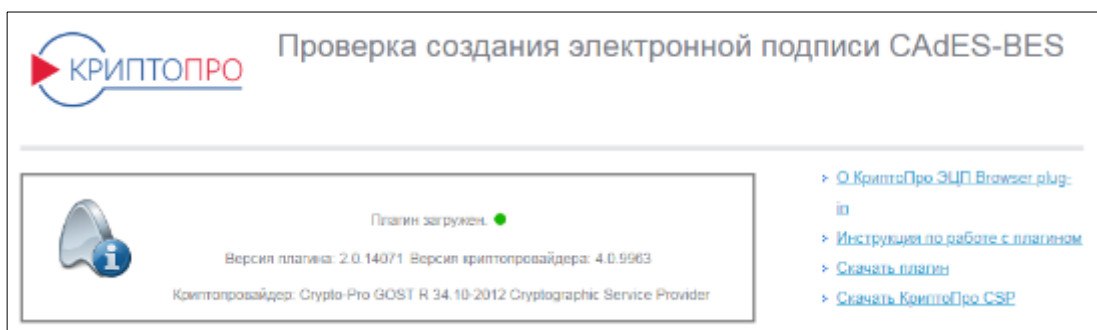 КРИПТОПРО
Проверка создания электронной подписи CAdES-BES
Плагин загружен.
Версия плагина: 2.0.14071 Версия криптопровайдера: 4.0.9963
Криптопровайдер: Crypto-Pro GOST R 34.10-2012 Cryptographic Service Provider
О КриптоПро ЭЦП Browser plug-
in
Инструкция по работе с плагином
Скачать плагин
Скачать КриптоПро CSP